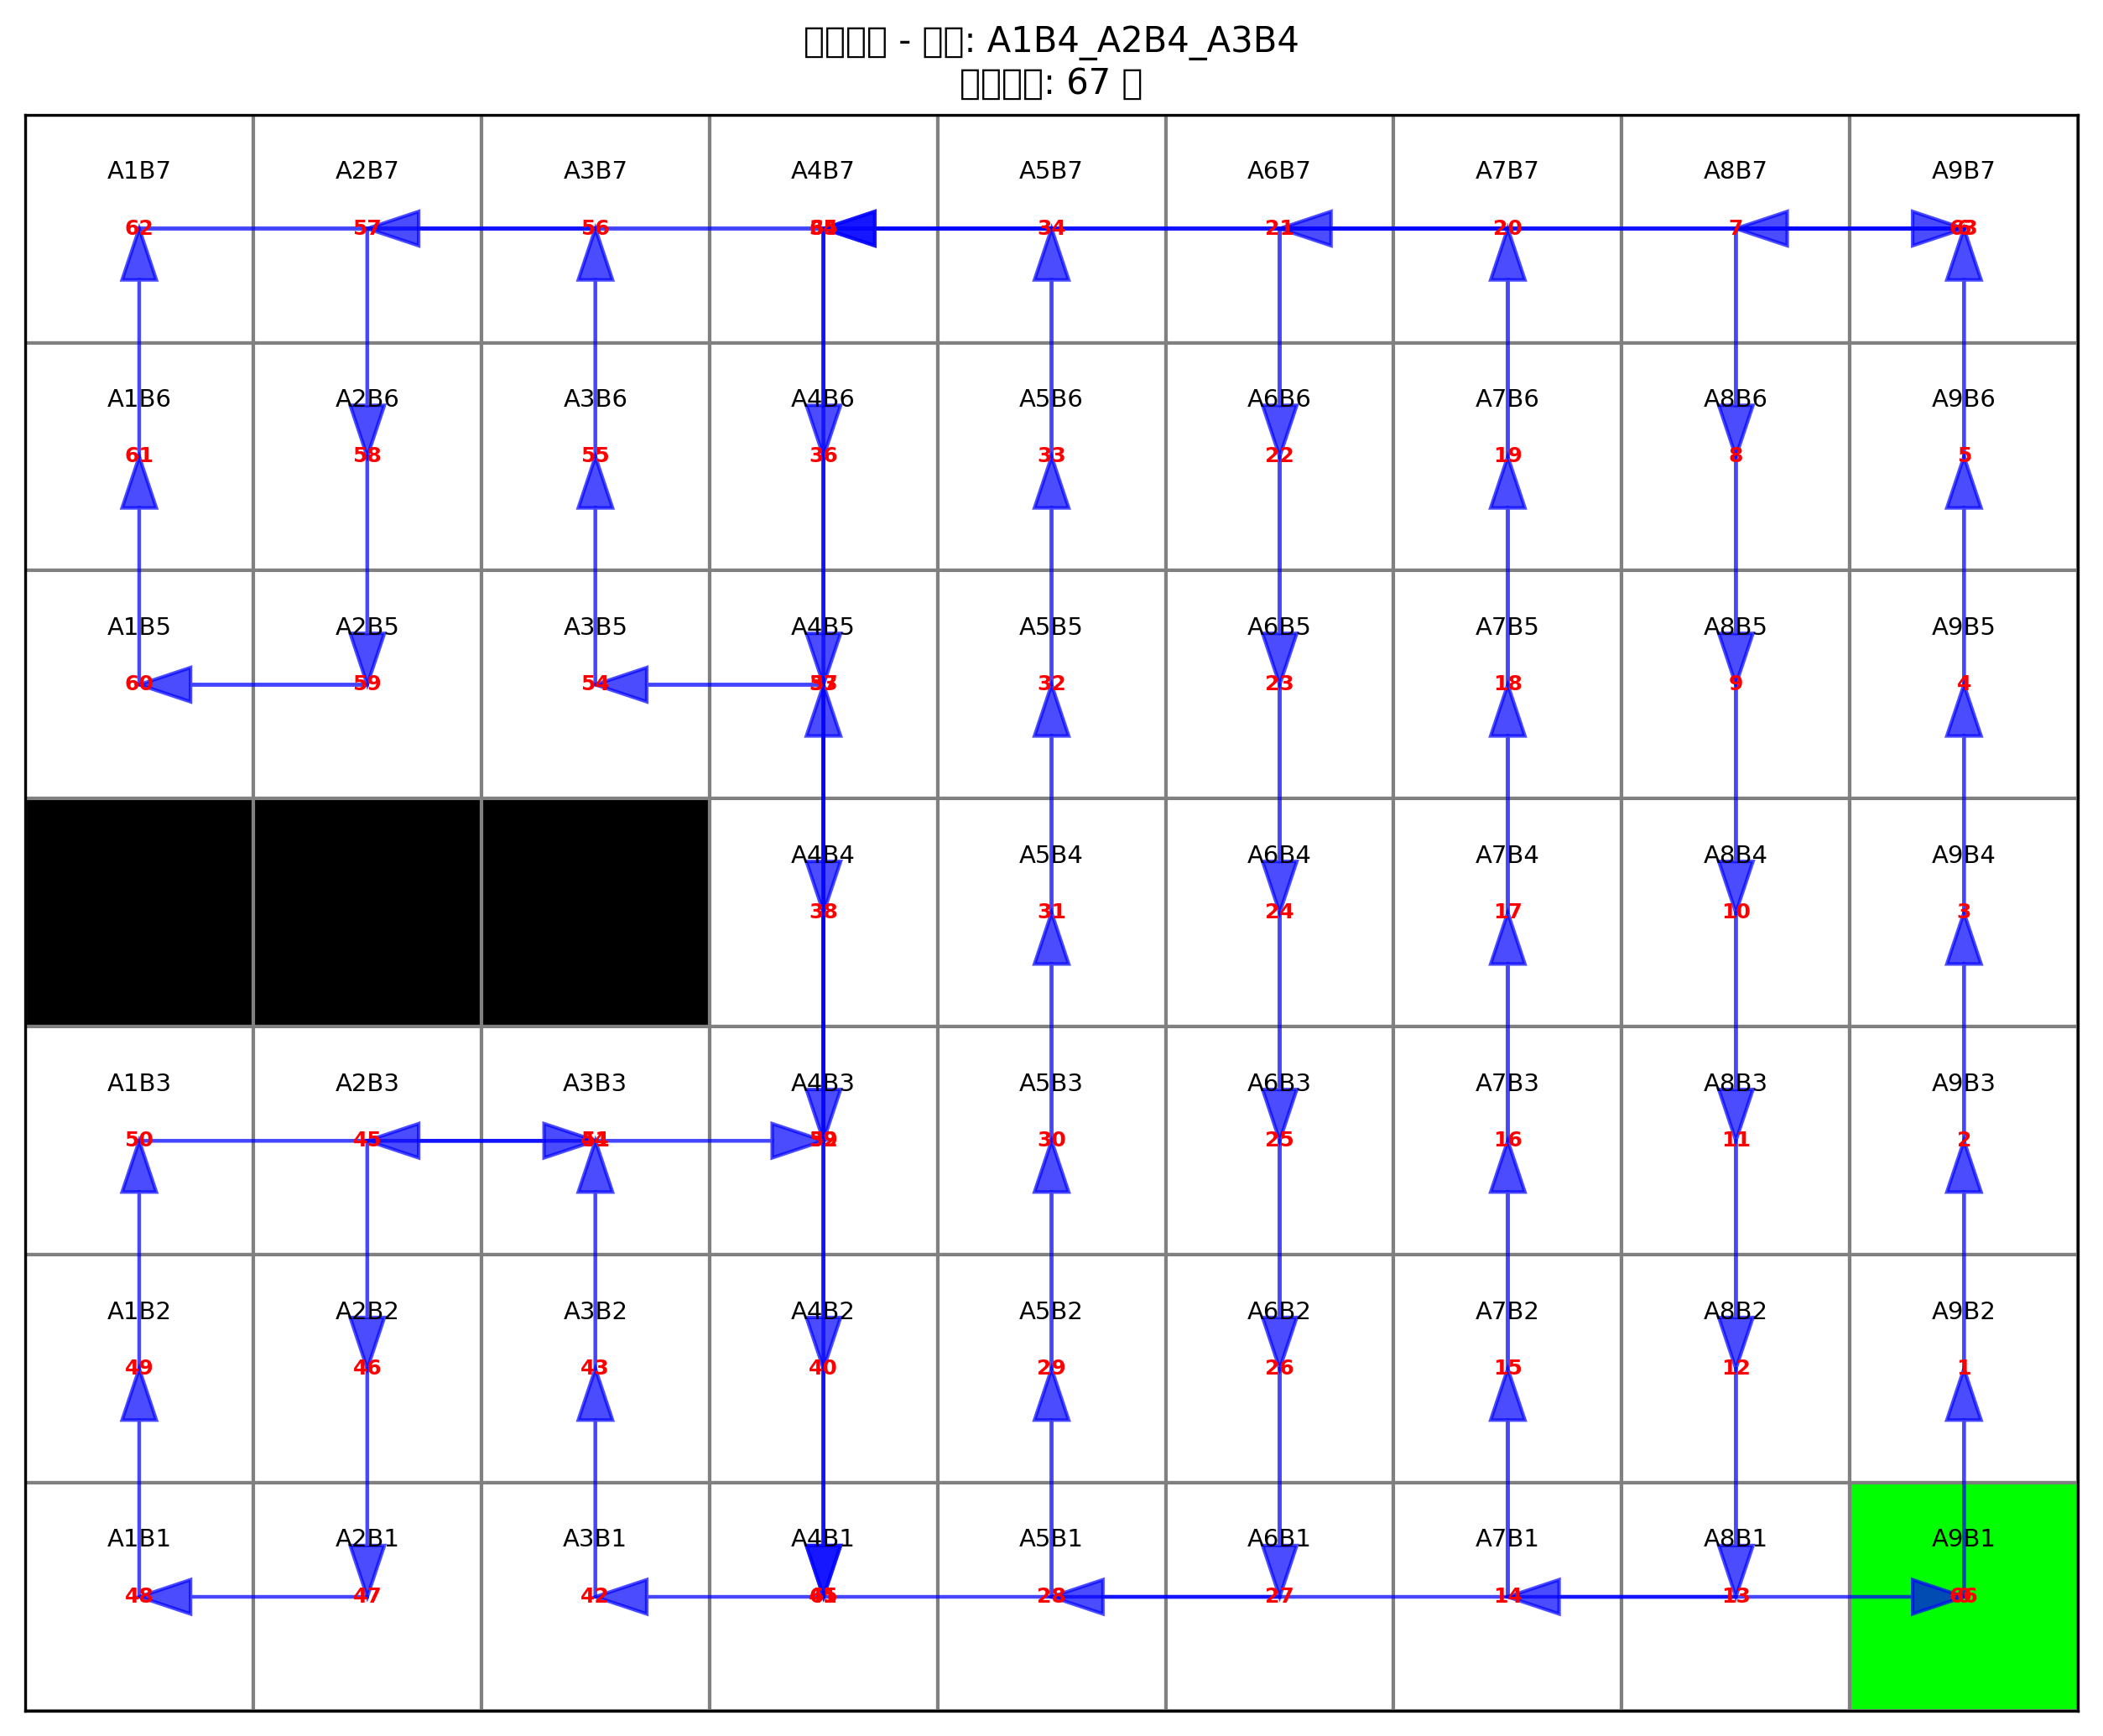 □□□□ - □□: A1B4_A2B4_A3B4
□□□□: 67 □
A1B7 A2B7 A3B7 A4B7 A5B7 A6B7 A7B7 A8B7 A9B7
62 57 56 34 21 20 7
A1B6 A2B6 A3B6 A4B6 A5B6 A6B6 A7B6 A8B6 A9B6
61 58 55 36 33 22 19 8 5
A1B5 A2B5 A3B5 A4B5 A5B5 A6B5 A7B5 A8B5 A9B5
60 59 54 32 23 18 9 4
A4B4 A5B4 A6B4 A7B4 A8B4 A9B4
38 31 24 17 10 3
A1B3 A2B3 A3B3 A4B3 A5B3 A6B3 A7B3 A8B3 A9B3
50 45 30 25 16 11 2
A1B2 A2B2 A3B2 A4B2 A5B2 A6B2 A7B2 A8B2 A9B2
49 46 43 40 29 26 15 12 1
A1B1 A2B1 A3B1 A4B1 A5B1 A6B1 A7B1 A8B1 A9B1
48 47 42 28 27 14 13